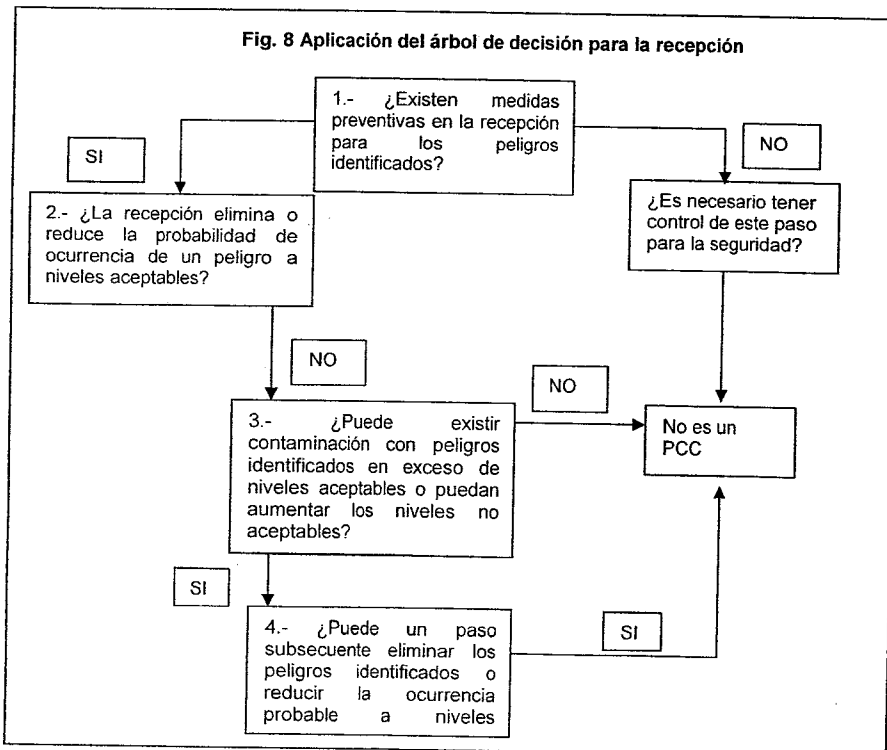 Fig. 8 Aplicación del árbol de decisión para la recepción
1.- ¿Existen medidas
preventivas en la recepción
para los peligros
identificados?
SI
NO
2.- ¿La recepción elimina o
reduce la probabilidad de
ocurrencia de un peligro a
niveles aceptables?
¿Es necesario tener
control de este paso
para la seguridad?
NO
NO
3.- ¿Puede existir
contaminación con peligros
identificados en exceso de
niveles aceptables o puedan
aumentar los niveles no
aceptables?
No es un
PCC
SI
4.- ¿Puede un paso
subsecuente eliminar los
peligros identificados o
reducir la ocurrencia
probable a niveles
SI